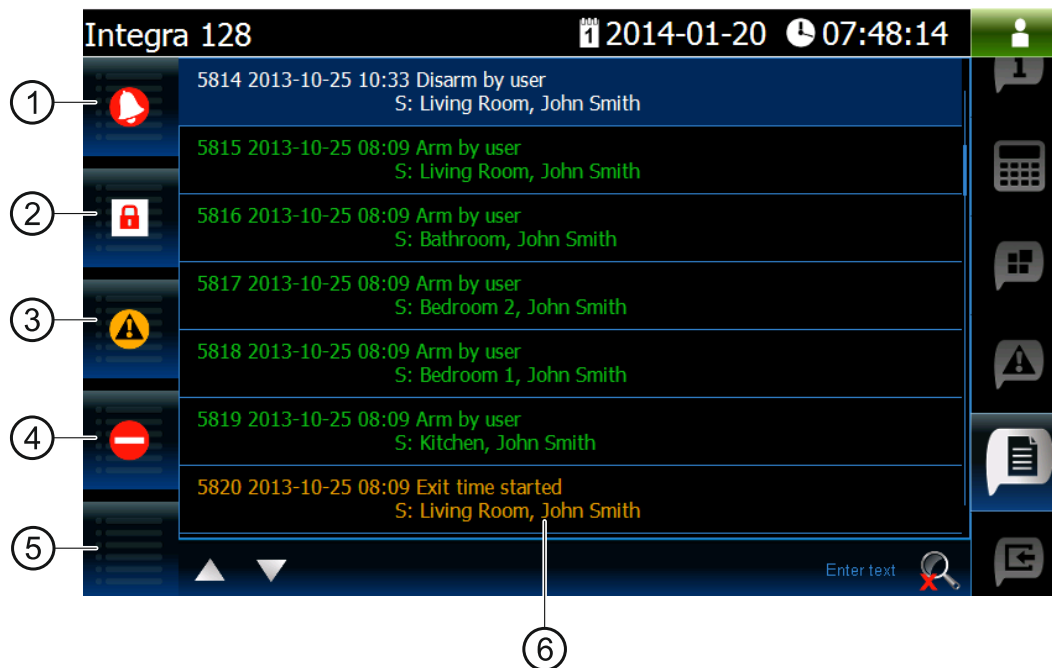 Integra 128
1 2014-01-20 07:48:14
1
5814 2013-10-25 10:33 Disarm by user
S: Living Room, John Smith
1
5815 2013-10-25 08:09 Arm by user
S: Living Room, John Smith
2
5816 2013-10-25 08:09 Arm by user
S: Bathroom, John Smith
5817 2013-10-25 08:09 Arm by user
S: Bedroom 2, John Smith
3
5818 2013-10-25 08:09 Arm by user
S: Bedroom 1, John Smith
4
5819 2013-10-25 08:09 Arm by user
S: Kitchen, John Smith
5820 2013-10-25 08:09 Exit time started
S: Living Room, John Smith
5
Enter text
6